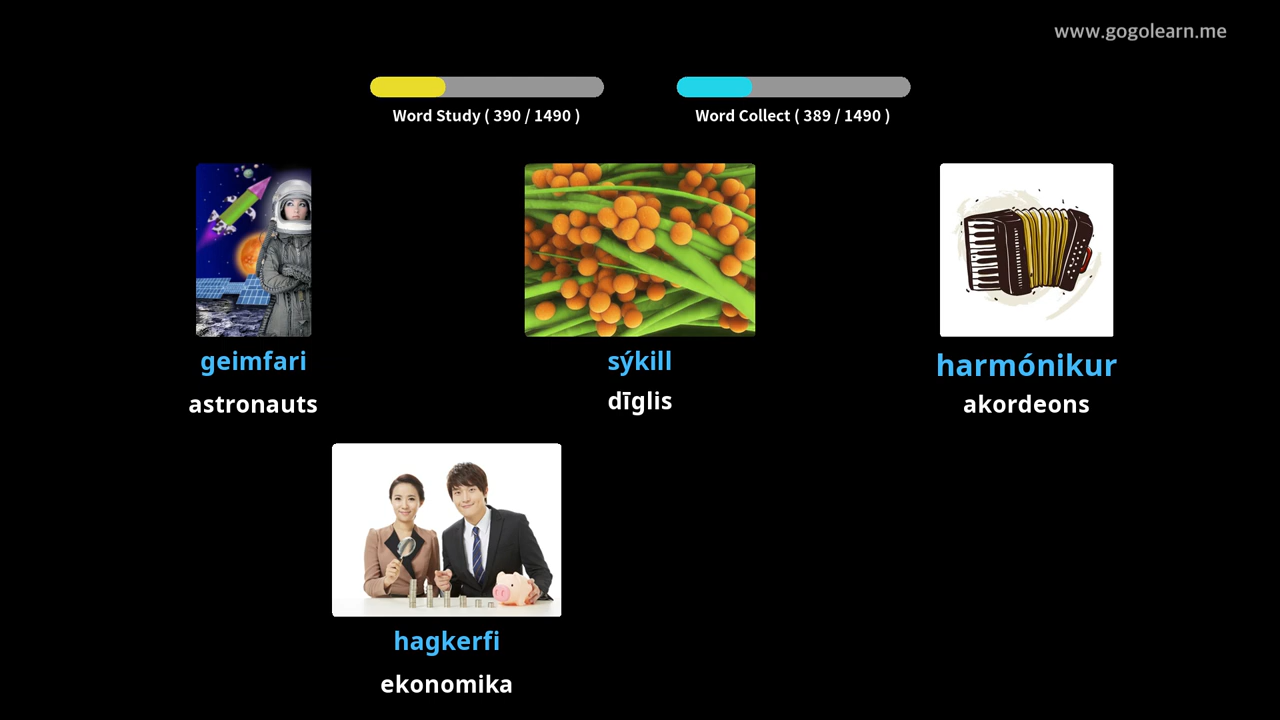 www.gogolearn.me
Word Study ( 390 / 1490 )
Word Collect ( 389 / 1490 )
geimfari
sýkill
harmónikur
astronauts
dīglis
akordeons
hagkerfi
ekonomika